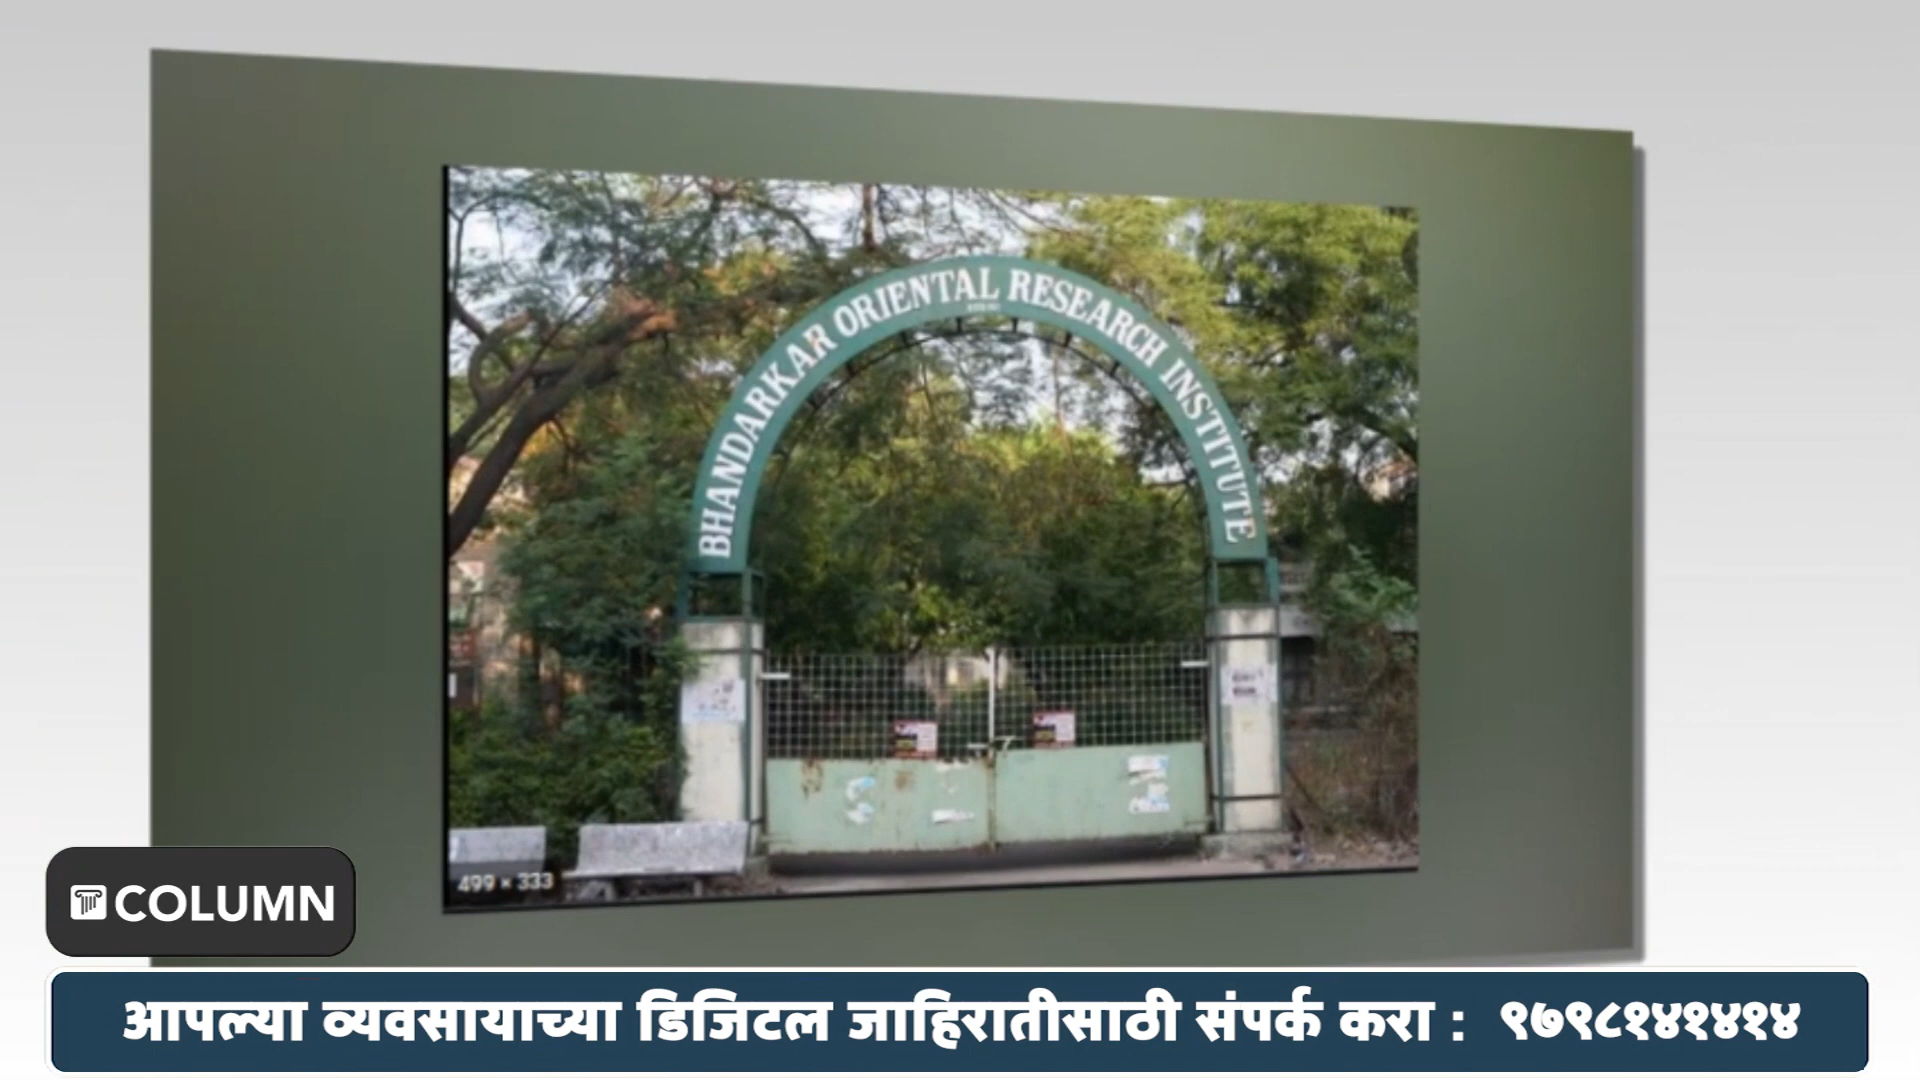 BHANDARKAR ORIENTAL RESEARCH INSTITUTE
499 × 333
COLUMN
आपल्या व्यवसायाच्या डिजिटल जाहिरातीसाठी संपर्क करा : ९७९८१४१४१४